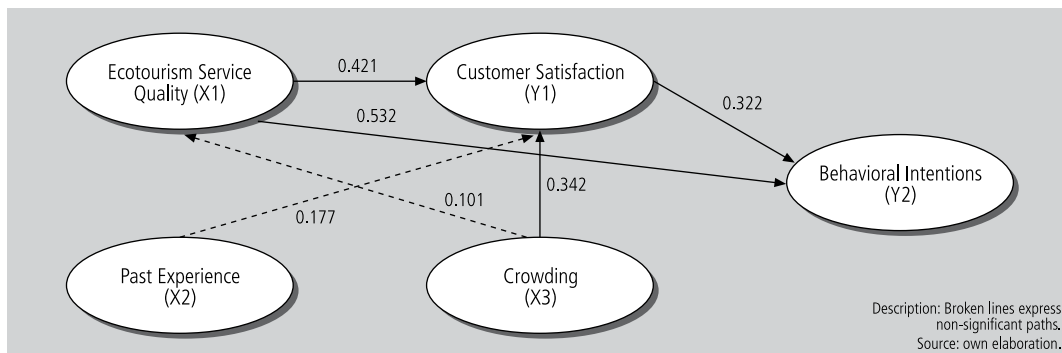 Ecotourism Service
Quality (X1)
0.421
Customer Satisfaction
(Y1)
0.322
0.532
Behavioral Intentions
(Y2)
0.177
0.101
0.342
Past Experience
(X2)
Crowding
(X3)
Description: Broken lines express
non-significant paths.
Source: own elaboration.